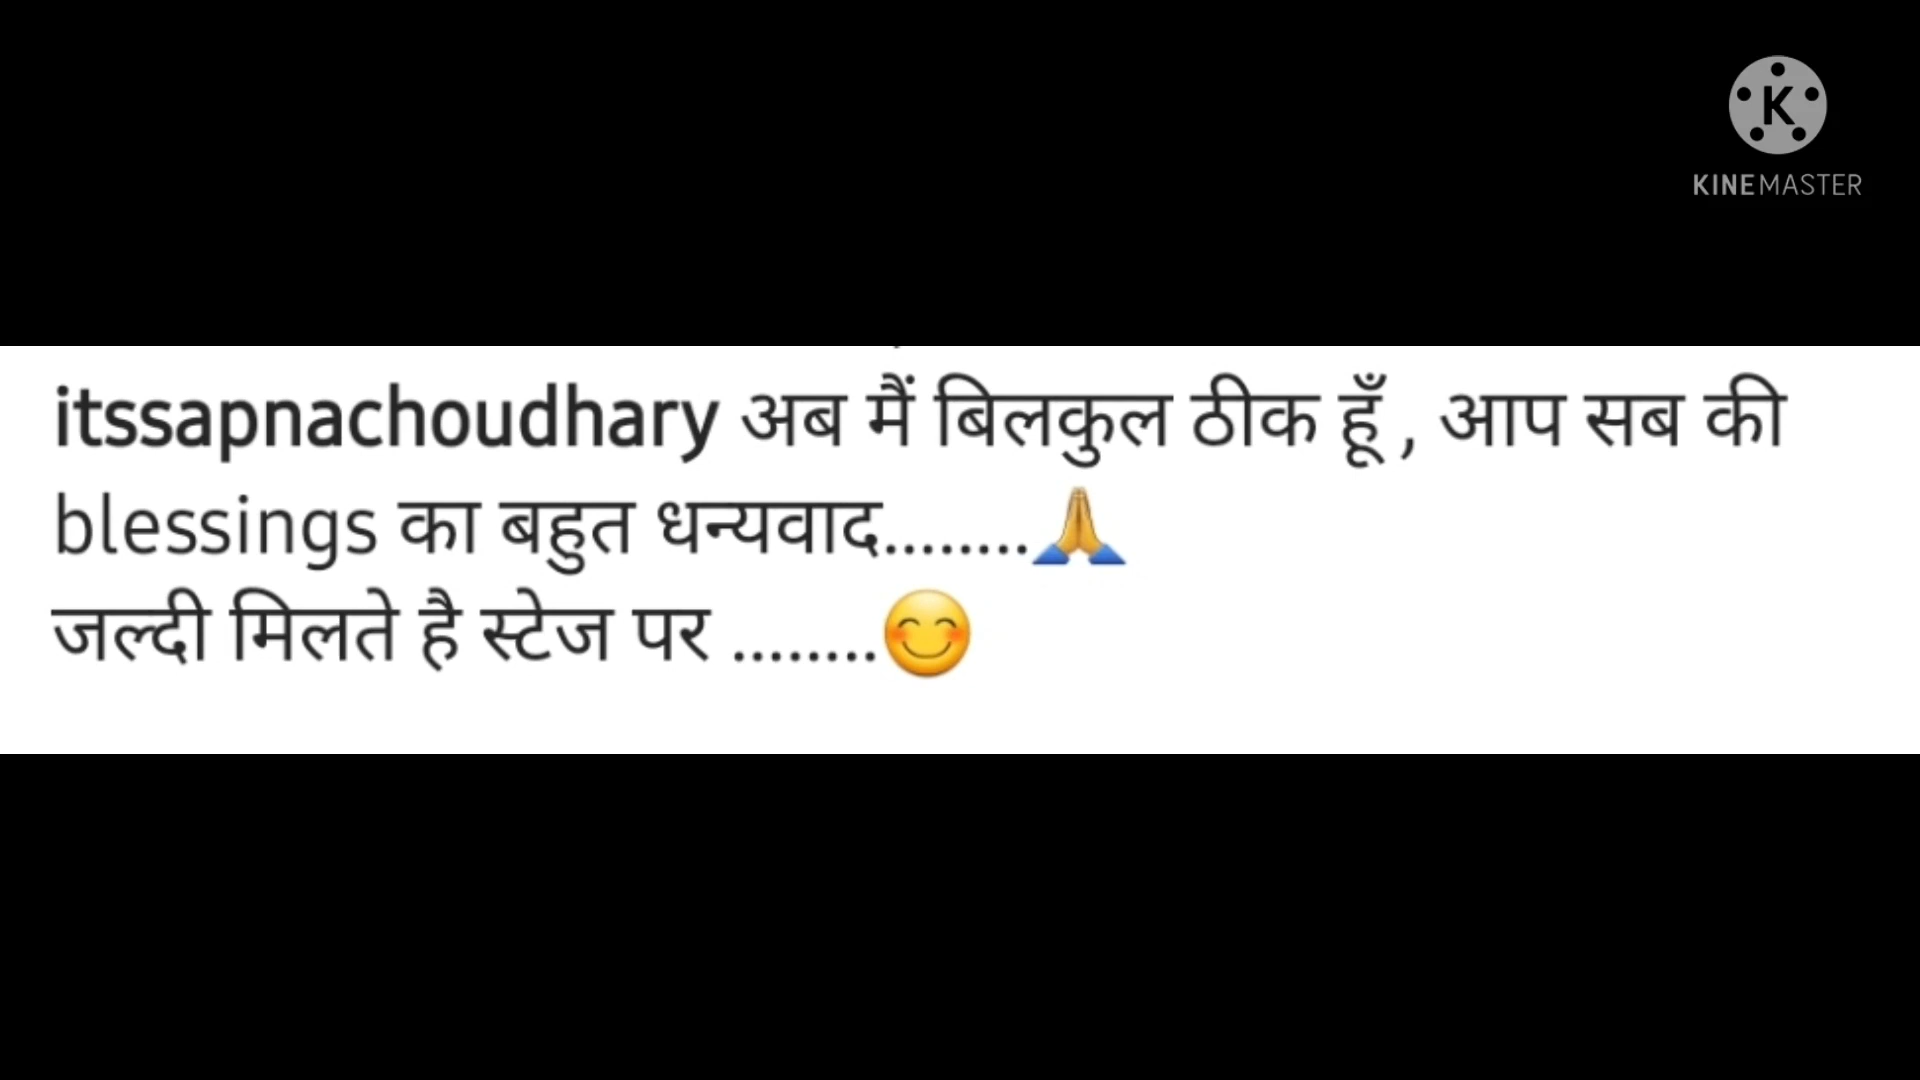 K
KINEMASTER
itssapnachoudhary अब मैं बिलकुल ठीक हूँ , आप सब की
blessings का बहुत धन्यवाद........🙏
जल्दी मिलते है स्टेज पर ........😊